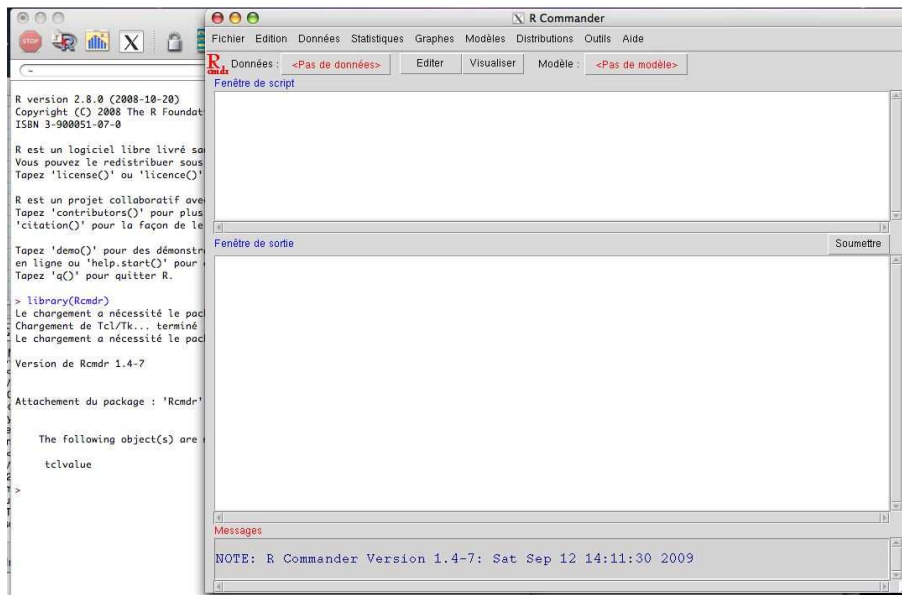 STOP
R
X
R version 2.8.0 (2008-10-20)
Copyright (C) 2008 The R Foundat
ISBN 3-900051-07-0
R est un logiciel libre livré sa
Vous pouvez le redistribuer sous
Tapez 'license()' ou 'licence()'
R est un projet collaboratif ave
Tapez 'contributors()' pour plus
'citation()' pour la façon de le
Tapez 'demo()' pour des démonstr
en ligne ou 'help.start()' pour
Tapez 'q()' pour quitter R.
> library(Rcmdr)
Le chargement a nécessité le pac
Chargement de Tcl/Tk... terminé
Le chargement a nécessité le pac
Version de Rcmdr 1.4-7
Attachement du package : 'Rcmdr'
The following object(s) are
tclvalue
>
X R Commander
Fichier Edition Données Statistiques Graphes Modèles Distributions Outils Aide
R cmdr Données : <Pas de données> Editer Visualiser Modèle : <Pas de modèle>
Fenêtre de script
Fenêtre de sortie Soumettre
Messages
NOTE: R Commander Version 1.4-7: Sat Sep 12 14:11:30 2009